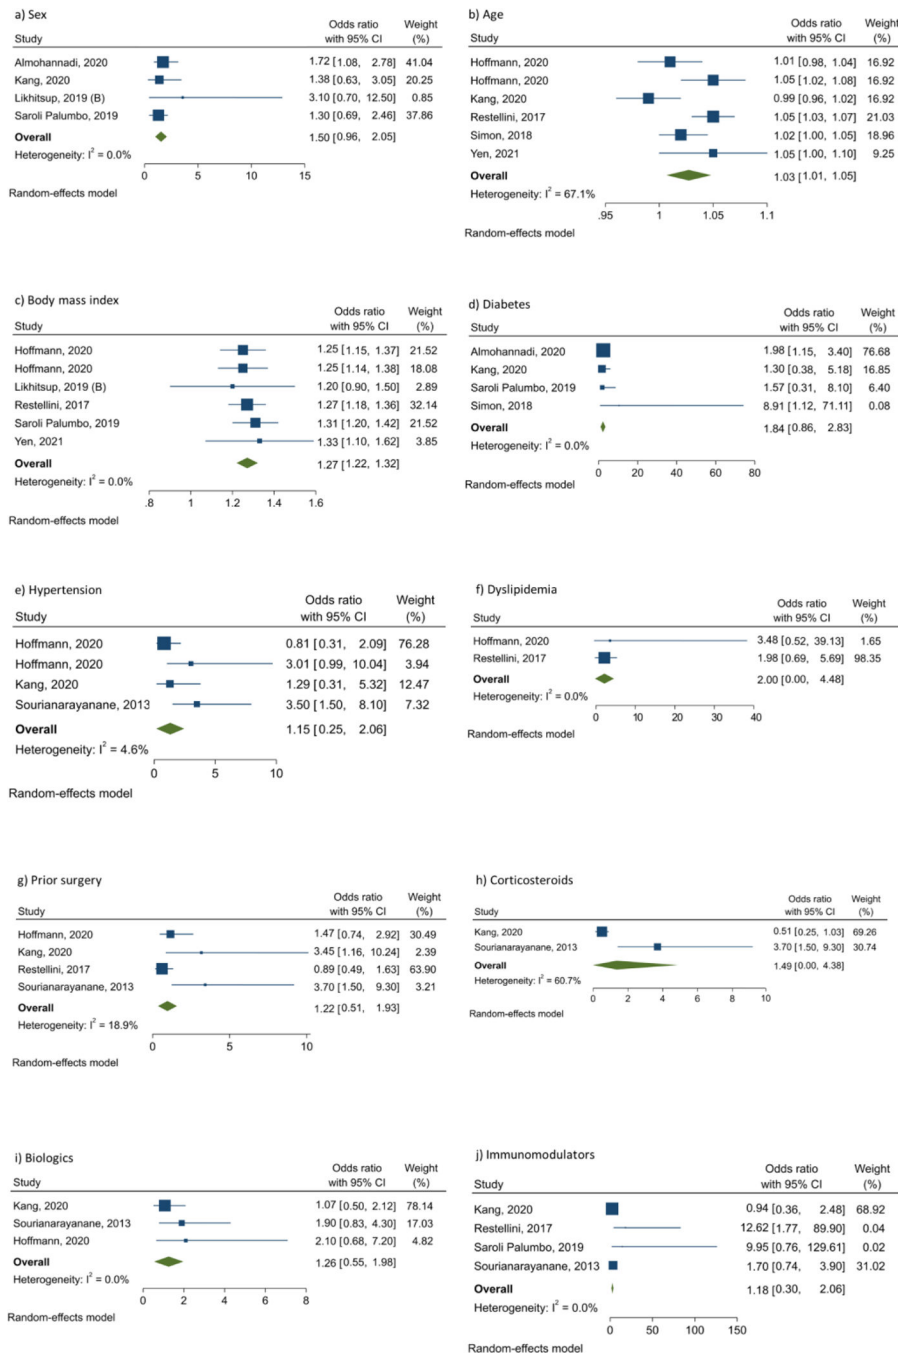 a) Sex
Odds ratio Weight
Study with 95% CI (%)
Almohannadi, 2020 1.72 [1.08, 2.78] 41.04
Kang, 2020 1.38 [0.63, 3.05] 20.25
Likhitsup, 2019 (B) 3.10 [0.70, 12.50] 0.85
Saroli Palumbo, 2019 1.30 [0.69, 2.46] 37.86
Overall 1.50 [0.96, 2.05]
Heterogeneity: I² = 0.0%
0 5 10 15
Random-effects model
b) Age
Odds ratio Weight
Study with 95% CI (%)
Hoffmann, 2020 1.01 [0.98, 1.04] 16.92
Hoffmann, 2020 1.05 [1.02, 1.08] 16.92
Kang, 2020 0.99 [0.96, 1.02] 16.92
Restellini, 2017 1.05 [1.03, 1.07] 21.03
Simon, 2018 1.02 [1.00, 1.05] 18.96
Yen, 2021 1.05 [1.00, 1.10] 9.25
Overall 1.03 [1.01, 1.05]
Heterogeneity: I² = 67.1%
.95 1 1.05 1.1
Random-effects model
c) Body mass index
Odds ratio Weight
Study with 95% CI (%)
Hoffmann, 2020 1.25 [1.15, 1.37] 21.52
Hoffmann, 2020 1.25 [1.14, 1.38] 18.08
Likhitsup, 2019 (B) 1.20 [0.90, 1.50] 2.89
Restellini, 2017 1.27 [1.18, 1.36] 32.14
Saroli Palumbo, 2019 1.31 [1.20, 1.42] 21.52
Yen, 2021 1.33 [1.10, 1.62] 3.85
Overall 1.27 [1.22, 1.32]
Heterogeneity: I² = 0.0%
.8 1 1.2 1.4 1.6
Random-effects model
d) Diabetes
Odds ratio Weight
Study with 95% CI (%)
Almohannadi, 2020 1.98 [1.15, 3.40] 76.68
Kang, 2020 1.30 [0.38, 5.18] 16.85
Saroli Palumbo, 2019 1.57 [0.31, 8.10] 6.40
Simon, 2018 8.91 [1.12, 71.11] 0.08
Overall 1.84 [0.86, 2.83]
Heterogeneity: I² = 0.0%
0 20 40 60 80
Random-effects model
e) Hypertension
Odds ratio Weight
Study with 95% CI (%)
Hoffmann, 2020 0.81 [0.31, 2.09] 76.28
Hoffmann, 2020 3.01 [0.99, 10.04] 3.94
Kang, 2020 1.29 [0.31, 5.32] 12.47
Sourianarayanane, 2013 3.50 [1.50, 8.10] 7.32
Overall 1.15 [0.25, 2.06]
Heterogeneity: I² = 4.6%
0 5 10
Random-effects model
f) Dyslipidemia
Odds ratio Weight
Study with 95% CI (%)
Hoffmann, 2020 3.48 [0.52, 39.13] 1.65
Restellini, 2017 1.98 [0.69, 5.69] 98.35
Overall 2.00 [0.00, 4.48]
Heterogeneity: I² = 0.0%
0 10 20 30 40
Random-effects model
g) Prior surgery
Odds ratio Weight
Study with 95% CI (%)
Hoffmann, 2020 1.47 [0.74, 2.92] 30.49
Kang, 2020 3.45 [1.16, 10.24] 2.39
Restellini, 2017 0.89 [0.49, 1.63] 63.90
Sourianarayanane, 2013 3.70 [1.50, 9.30] 3.21
Overall 1.22 [0.51, 1.93]
Heterogeneity: I² = 18.9%
0 5 10
Random-effects model
h) Corticosteroids
Odds ratio Weight
Study with 95% CI (%)
Kang, 2020 0.51 [0.25, 1.03] 69.26
Sourianarayanane, 2013 3.70 [1.50, 9.30] 30.74
Overall 1.49 [0.00, 4.38]
Heterogeneity: I² = 60.7%
0 2 4 6 8 10
Random-effects model
i) Biologics
Odds ratio Weight
Study with 95% CI (%)
Kang, 2020 1.07 [0.50, 2.12] 78.14
Sourianarayanane, 2013 1.90 [0.83, 4.30] 17.03
Hoffmann, 2020 2.10 [0.68, 7.20] 4.82
Overall 1.26 [0.55, 1.98]
Heterogeneity: I² = 0.0%
0 2 4 6 8
Random-effects model
j) Immunomodulators
Odds ratio Weight
Study with 95% CI (%)
Kang, 2020 0.94 [0.36, 2.48] 68.92
Restellini, 2017 12.62 [1.77, 89.90] 0.04
Saroli Palumbo, 2019 9.95 [0.76, 129.61] 0.02
Sourianarayanane, 2013 1.70 [0.74, 3.90] 31.02
Overall 1.18 [0.30, 2.06]
Heterogeneity: I² = 0.0%
0 50 100 150
Random-effects model